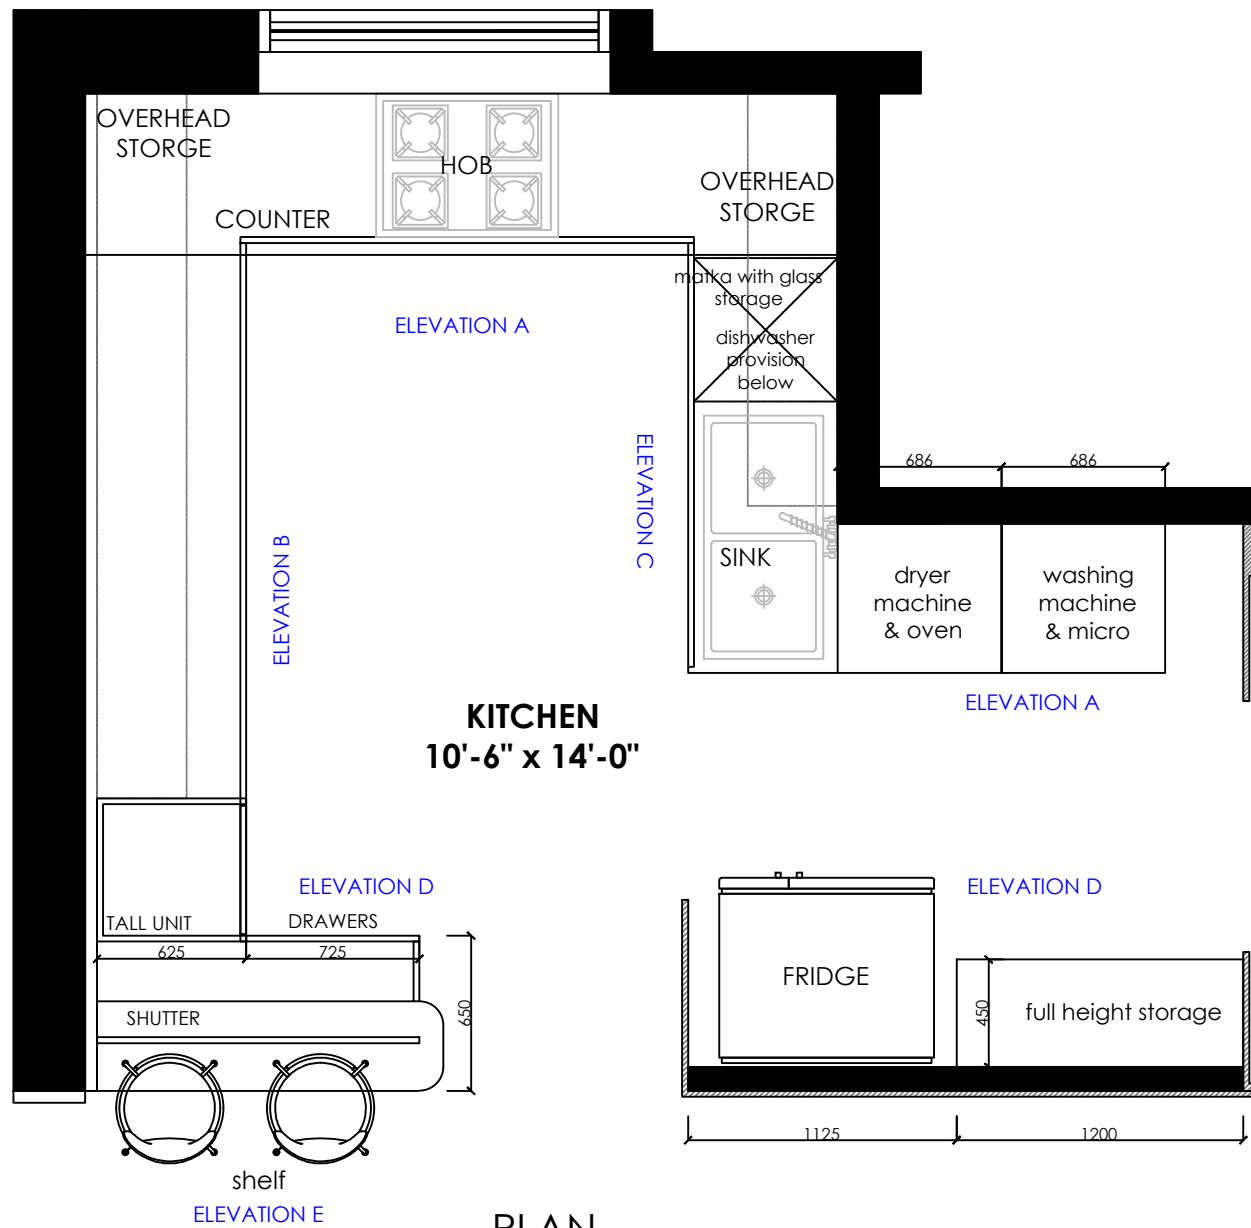 OVERHEAD
STORGE
HOB
OVERHEAD
STORGE
COUNTER
matka with glass
storage
dishwasher
provision
below
ELEVATION A
ELEVATION B
ELEVATION C
686
686
SINK
dryer
machine
& oven
washing
machine
& micro
ELEVATION A
KITCHEN
10'-6" x 14'-0"
ELEVATION D
ELEVATION D
TALL UNIT
DRAWERS
625
725
650
SHUTTER
FRIDGE
450
full height storage
1125
1200
shelf
ELEVATION E
PLAN